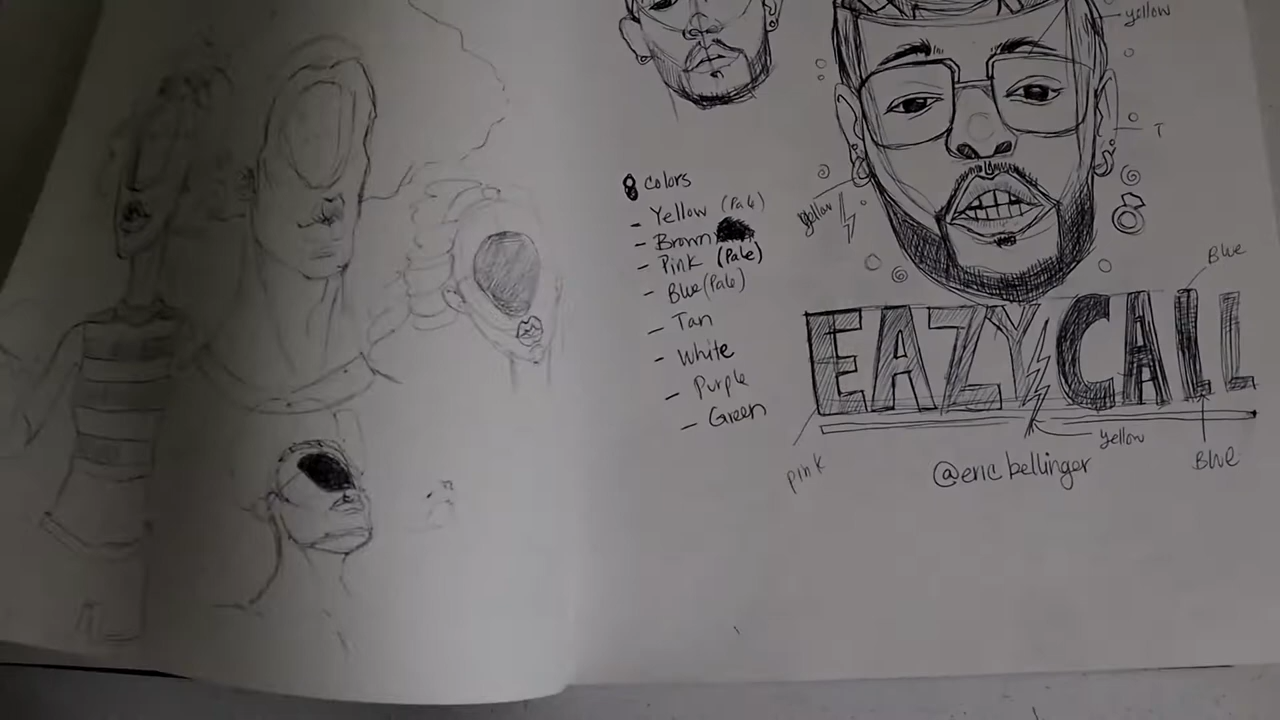 yellow
T
Colors
- Yellow (Pale)
- Brown
- Pink (Pale)
- Blue (Pale)
- Tan
- White
- Purple
- Green
yellow
Blue
EAZY CALL
pink
yellow
Blue
@eric bellinger